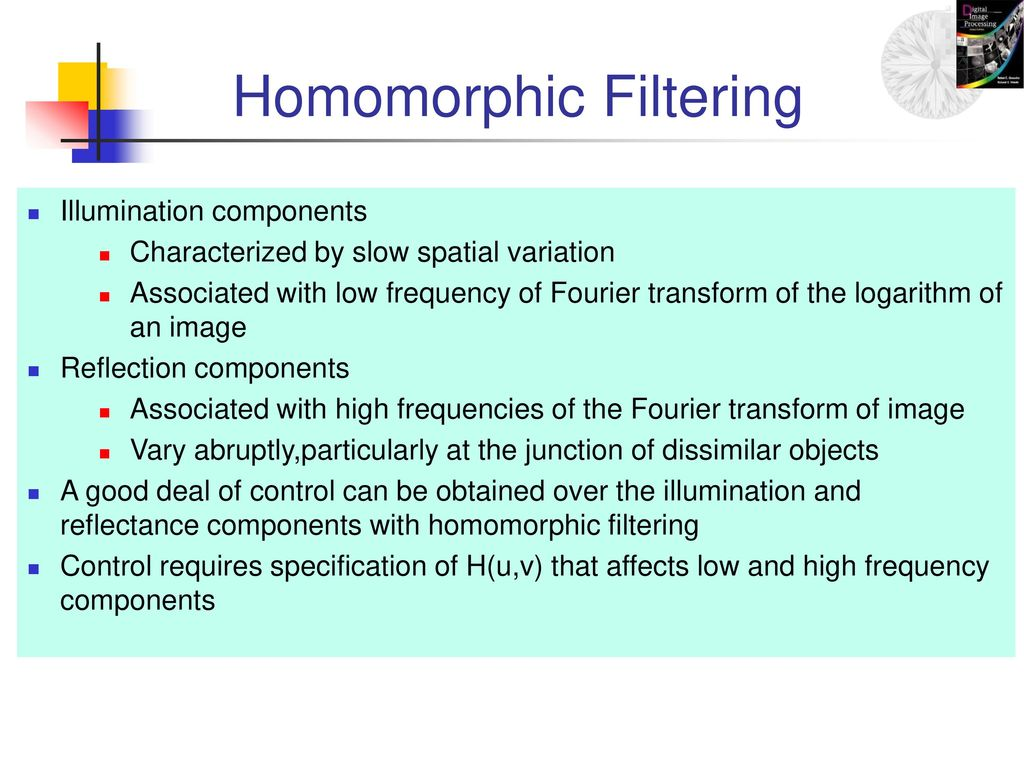 Digital
Image
Processing
Homomorphic Filtering
Illumination components
Characterized by slow spatial variation
Associated with low frequency of Fourier transform of the logarithm of
an image
Reflection components
Associated with high frequencies of the Fourier transform of image
Vary abruptly,particularly at the junction of dissimilar objects
A good deal of control can be obtained over the illumination and
reflectance components with homomorphic filtering
Control requires specification of H(u,v) that affects low and high frequency
components